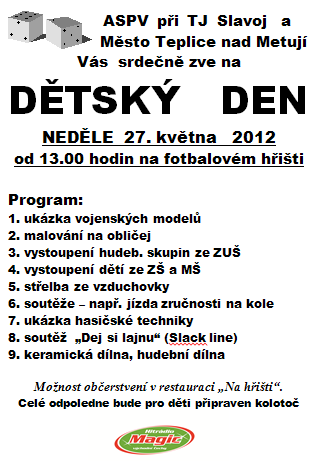 ASPV při TJ Slavoj a
Město Teplice nad Metují
Vás srdečně zve na
DĚTSKÝ DEN
NEDĚLE 27. května 2012
od 13.00 hodin na fotbalovém hřišti
Program:
1. ukázka vojenských modelů
2. malování na obličej
3. vystoupení hudeb. skupin ze ZUŠ
4. vystoupení dětí ze ZŠ a MŠ
5. střelba ze vzduchovky
6. soutěže – např. jízda zručnosti na kole
7. ukázka hasičské techniky
8. soutěž „Dej si lajnu“ (Slack line)
9. keramická dílna, hudební dílna
Možnost občerstvení v restauraci „Na hřišti“.
Celé odpoledne bude pro děti připraven kolotoč
Hitrádio
Magic